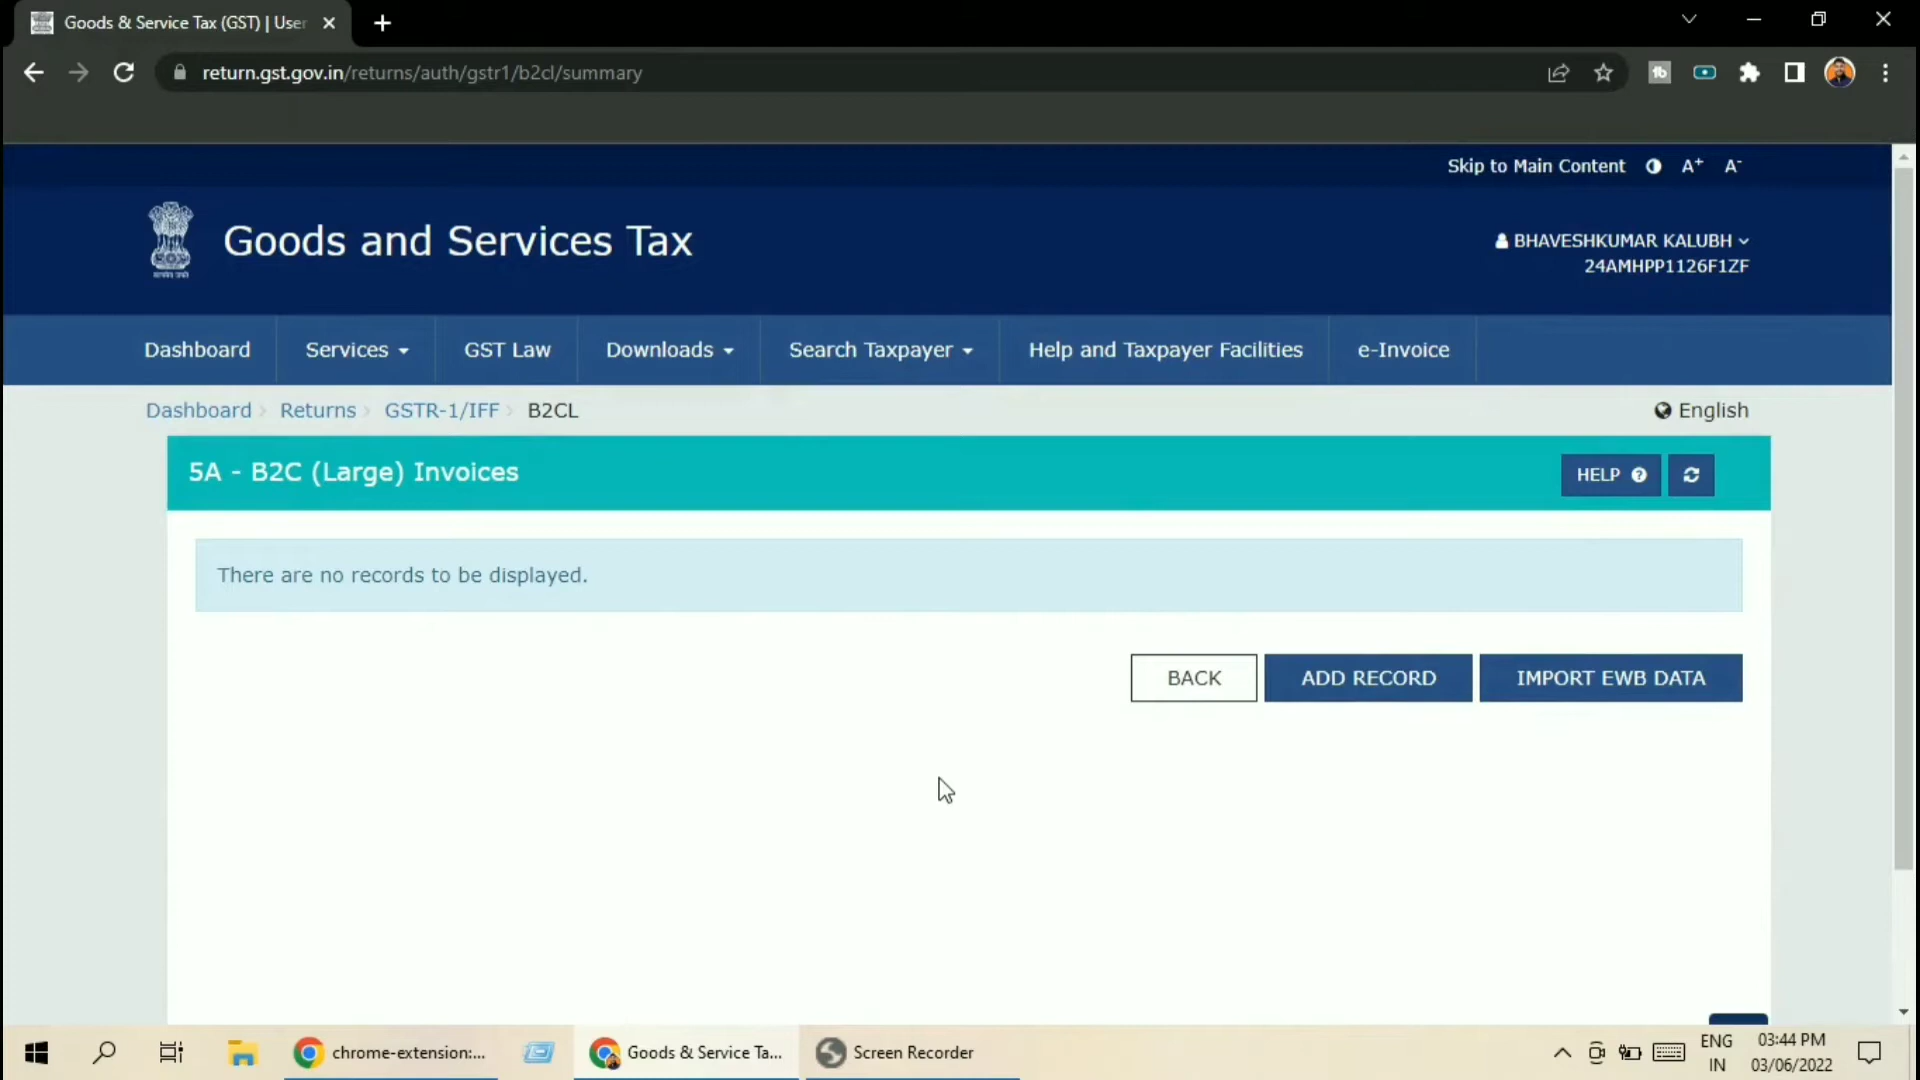 Goods & Service Tax (GST) | User
return.gst.gov.in/returns/auth/gstr1/b2cl/summary
Skip to Main Content A+ A-
Goods and Services Tax
BHAVESHKUMAR KALUBH
24AMHPP1126F1ZF
Dashboard Services GST Law Downloads Search Taxpayer Help and Taxpayer Facilities e-Invoice
Dashboard Returns GSTR-1/IFF B2CL English
5A - B2C (Large) Invoices HELP
There are no records to be displayed.
BACK ADD RECORD IMPORT EWB DATA
chrome-extension:... Goods & Service Ta... Screen Recorder
ENG 03:44 PM
IN 03/06/2022